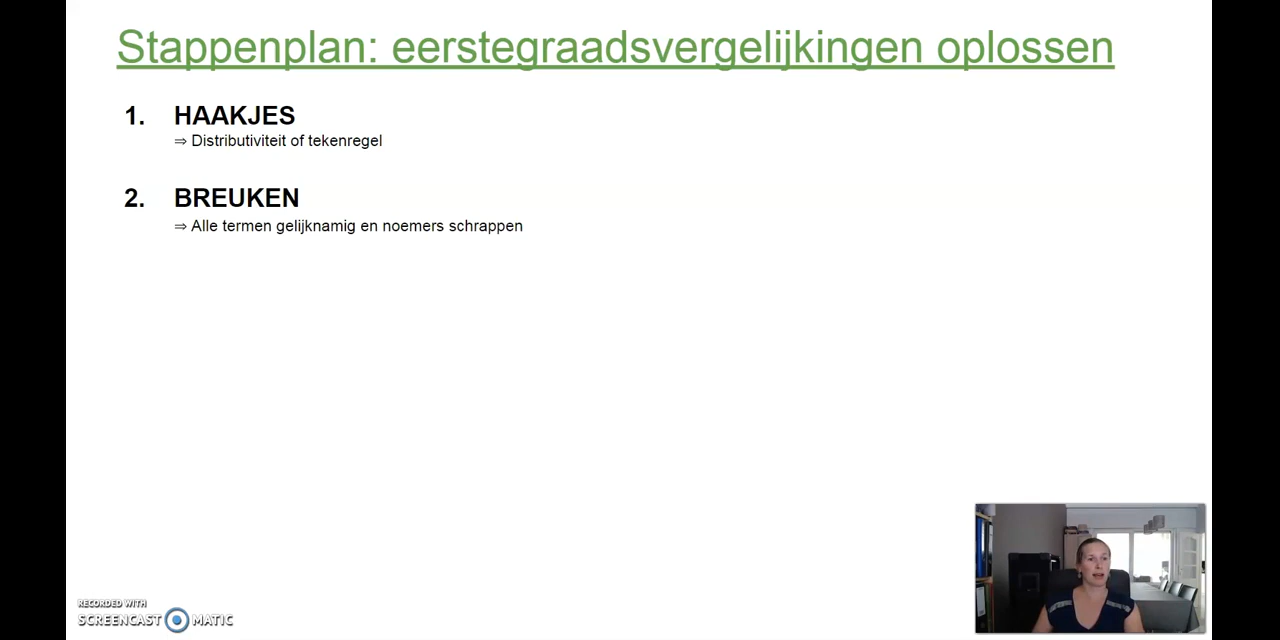 Stappenplan: eerstegraadsvergelijkingen oplossen
1. HAAKJES
⇒ Distributiviteit of tekenregel
2. BREUKEN
⇒ Alle termen gelijknamig en noemers schrappen
RECORDED WITH
SCREENCAST MATIC